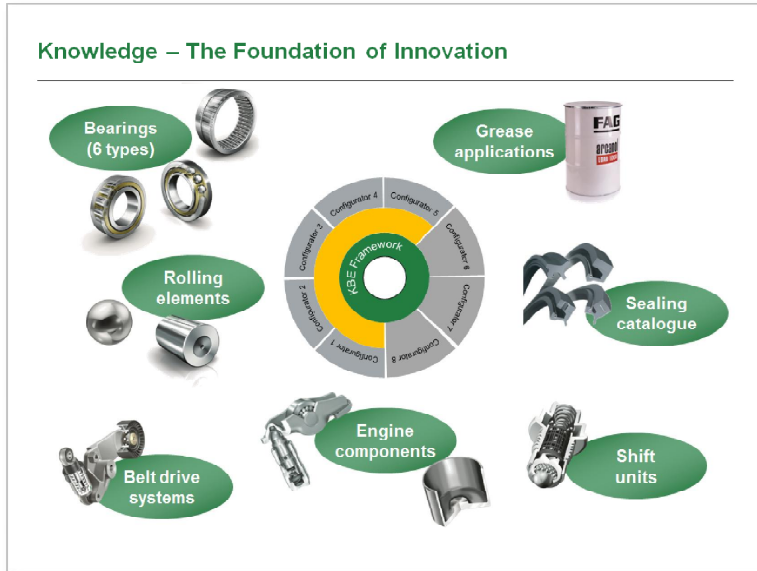 Knowledge – The Foundation of Innovation
Bearings
(6 types)
Grease
applications
FAG
arcanol
Configurator 4
Configurator 5
Configurator 3
Configurator 6
KBE Framework
Rolling
elements
Configurator 2
Configurator 7
Sealing
catalogue
Configurator 1
Configurator 8
Engine
components
Belt drive
systems
Shift
units